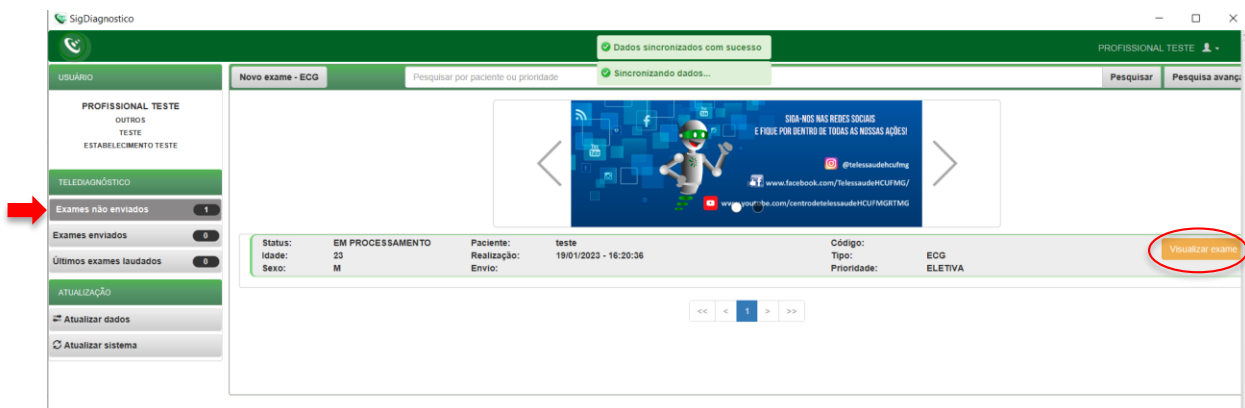 SigDiagnostico
PROFISSIONAL TESTE
Dados sincronizados com sucesso
Sincronizando dados...
USUÁRIO
PROFISSIONAL TESTE
OUTROS
TESTE
ESTABELECIMENTO TESTE
TELEDIAGNÓSTICO
Exames não enviados 1
Exames enviados 0
Últimos exames laudados 0
ATUALIZAÇÃO
Atualizar dados
Atualizar sistema
Novo exame - ECG
Pesquisar por paciente ou prioridade
Pesquisar
Pesquisa avança
SIGA-NOS NAS REDES SOCIAIS
E FIQUE POR DENTRO DE TODAS AS NOSSAS AÇÕES!
@telessaudehcufmg
www.facebook.com/TelessaudeHCUFMG/
www.youtube.com/centrodetelessaudeHCUFMGRTMG
Status: EM PROCESSAMENTO Paciente: teste Código:
Idade: 23 Realização: 19/01/2023 - 16:20:36 Tipo: ECG
Sexo: M Envio: Prioridade: ELETIVA
Visualizar exame
<< < 1 > >>